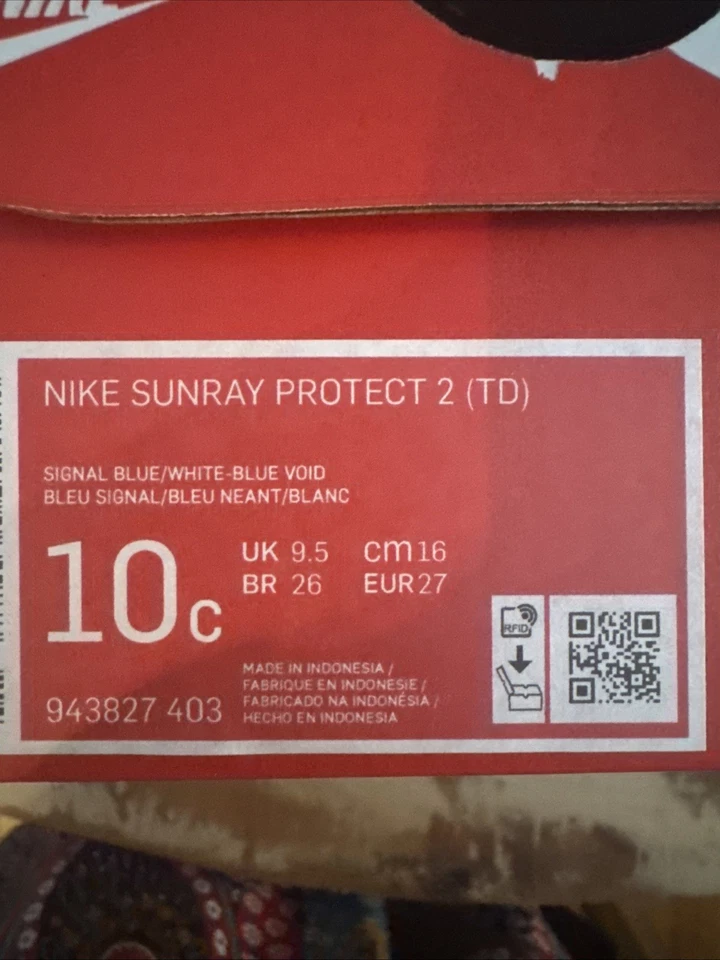 NIKE
NIKE SUNRAY PROTECT 2 (TD)
SIGNAL BLUE/WHITE-BLUE VOID
BLEU SIGNAL/BLEU NEANT/BLANC
10c
UK 9.5 cm 16
BR 26 EUR 27
943827 403
MADE IN INDONESIA /
FABRIQUE EN INDONESIE /
FABRICADO NA INDONÉSIA /
HECHO EN INDONESIA
RFID